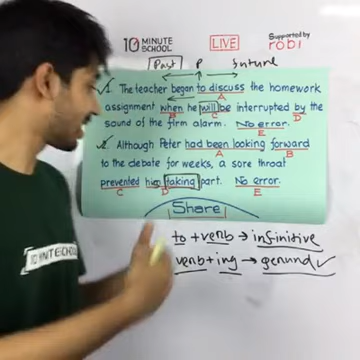 10 MINUTE SCHOOL
LIVE
Supported by
robi
Past P future
1. The teacher began to discuss the homework
A
assignment when he will be interrupted by the
B C D
sound of the firm alarm. No error.
E
2. Although Peter had been looking forward
A B
to the debate for weeks, a sore throat
prevented him taking part. No error.
C D E
Share
to + verb → infinitive
verb + ing → gerund ✓
10 MINUTE SCHOOL